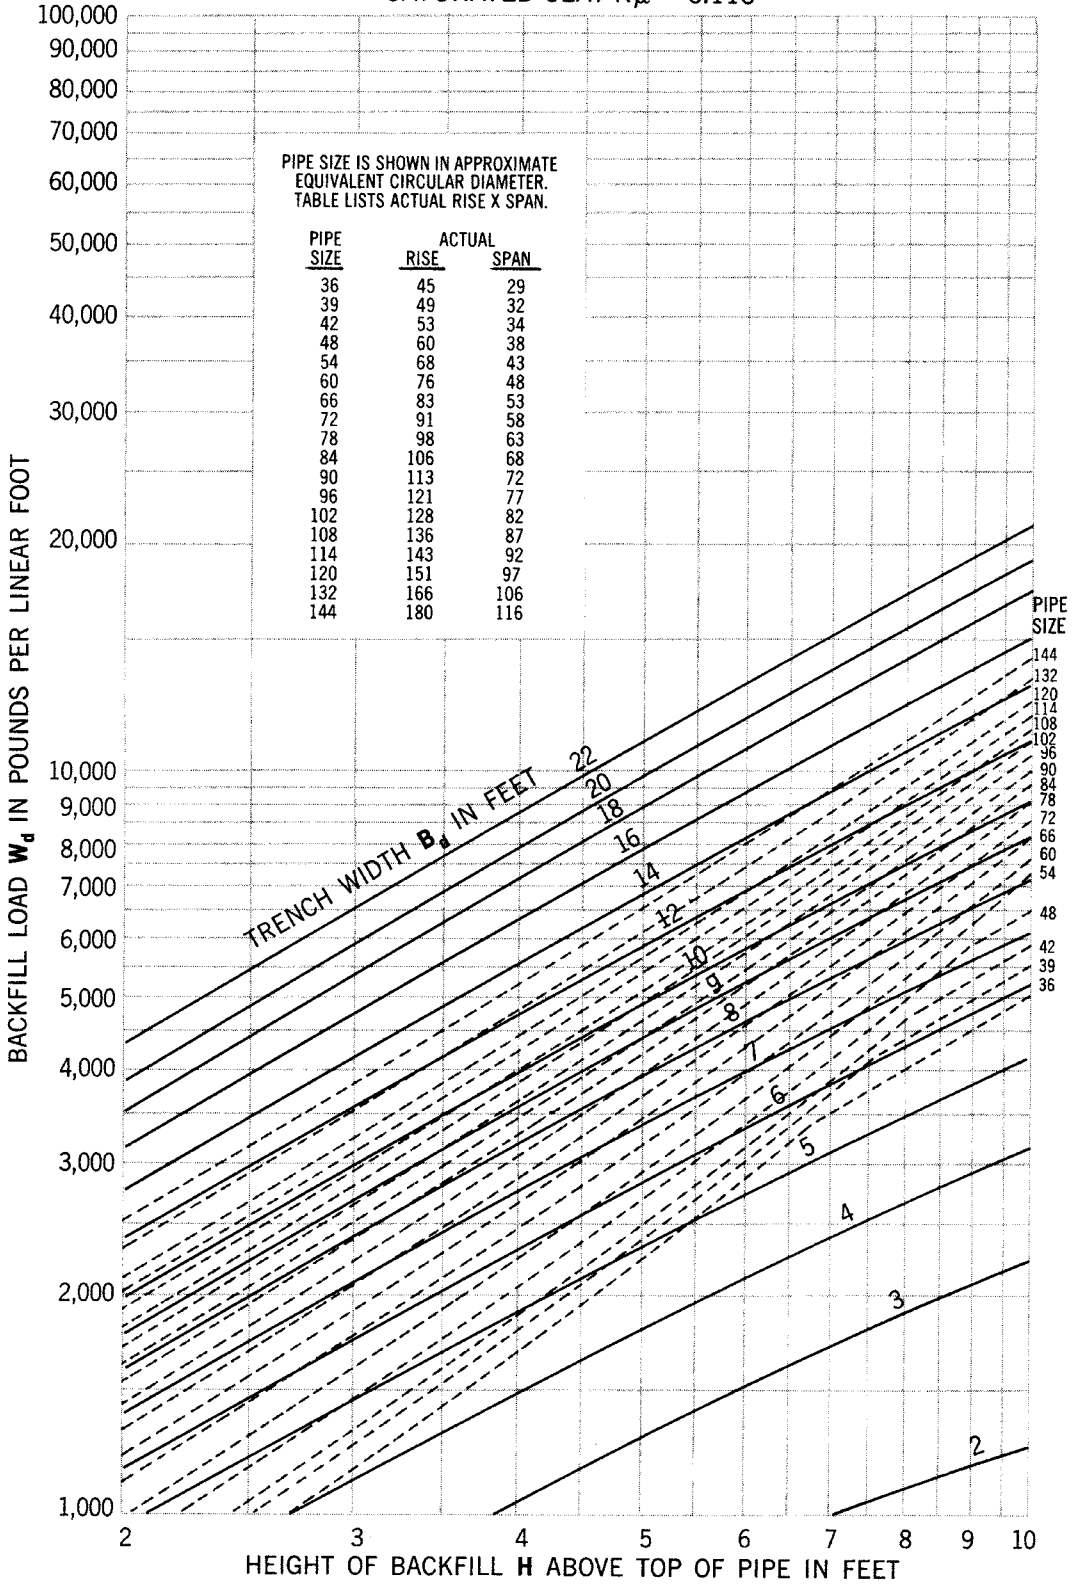 100,000
90,000
80,000
70,000
60,000
50,000
40,000
30,000
20,000
10,000
9,000
8,000
7,000
6,000
5,000
4,000
3,000
2,000
1,000
BACKFILL LOAD Wd IN POUNDS PER LINEAR FOOT
PIPE SIZE IS SHOWN IN APPROXIMATE
EQUIVALENT CIRCULAR DIAMETER.
TABLE LISTS ACTUAL RISE X SPAN.
PIPE ACTUAL
SIZE RISE SPAN
36 45 29
39 49 32
42 53 34
48 60 38
54 68 43
60 76 48
66 83 53
72 91 58
78 98 63
84 106 68
90 113 72
96 121 77
102 128 82
108 136 87
114 143 92
120 151 97
132 166 106
144 180 116
TRENCH WIDTH Bd IN FEET
22
20
18
16
14
12
10
9
8
7
6
5
4
3
2
PIPE
SIZE
144
132
120
114
108
102
96
90
84
78
72
66
60
54
48
42
39
36
2 3 4 5 6 7 8 9 10
HEIGHT OF BACKFILL H ABOVE TOP OF PIPE IN FEET